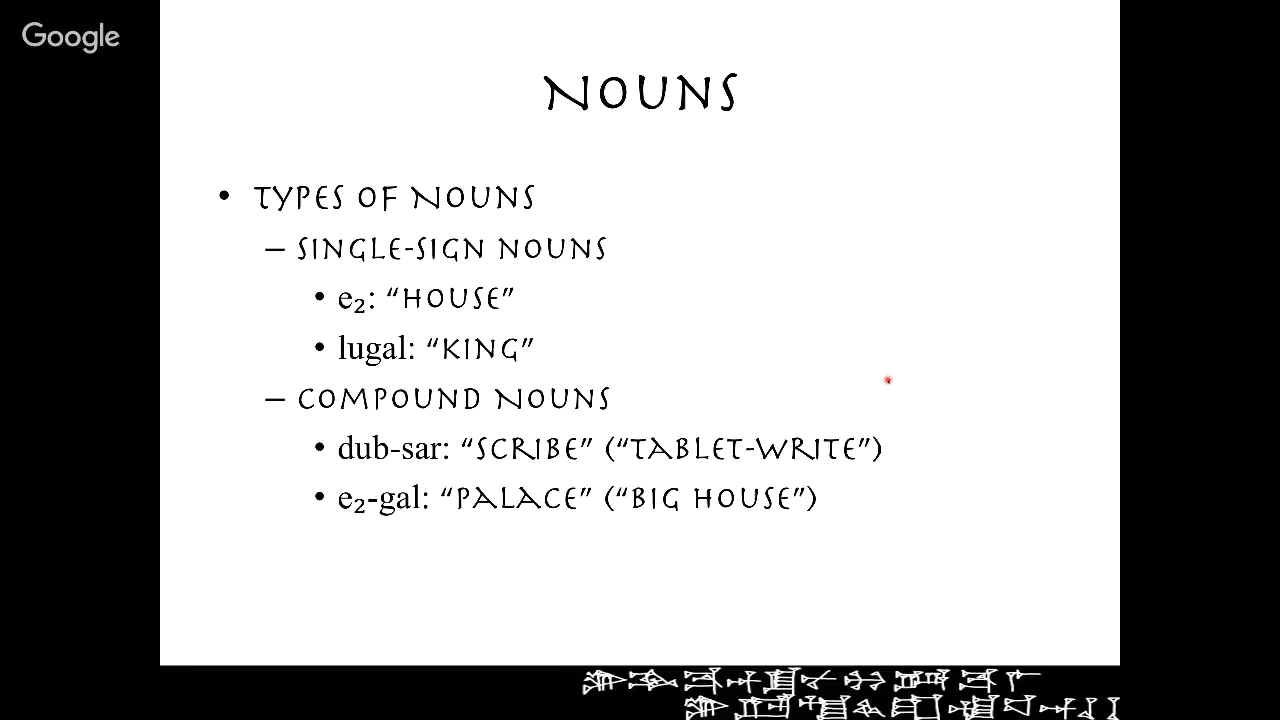 Google
NOUNS
• TYPES OF NOUNS
– SINGLE-SIGN NOUNS
• e₂: “HOUSE”
• lugal: “KING”
– COMPOUND NOUNS
• dub-sar: “SCRIBE” (“TABLET-WRITE”)
• e₂-gal: “PALACE” (“BIG HOUSE”)